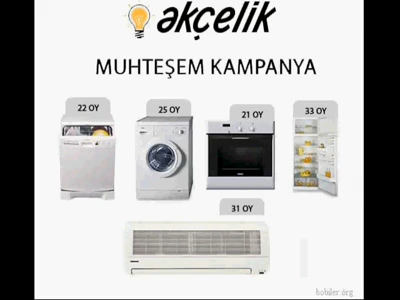 akçelik
MUHTEŞEM KAMPANYA
22 OY
25 OY
21 OY
33 OY
31 OY
bobiler.org